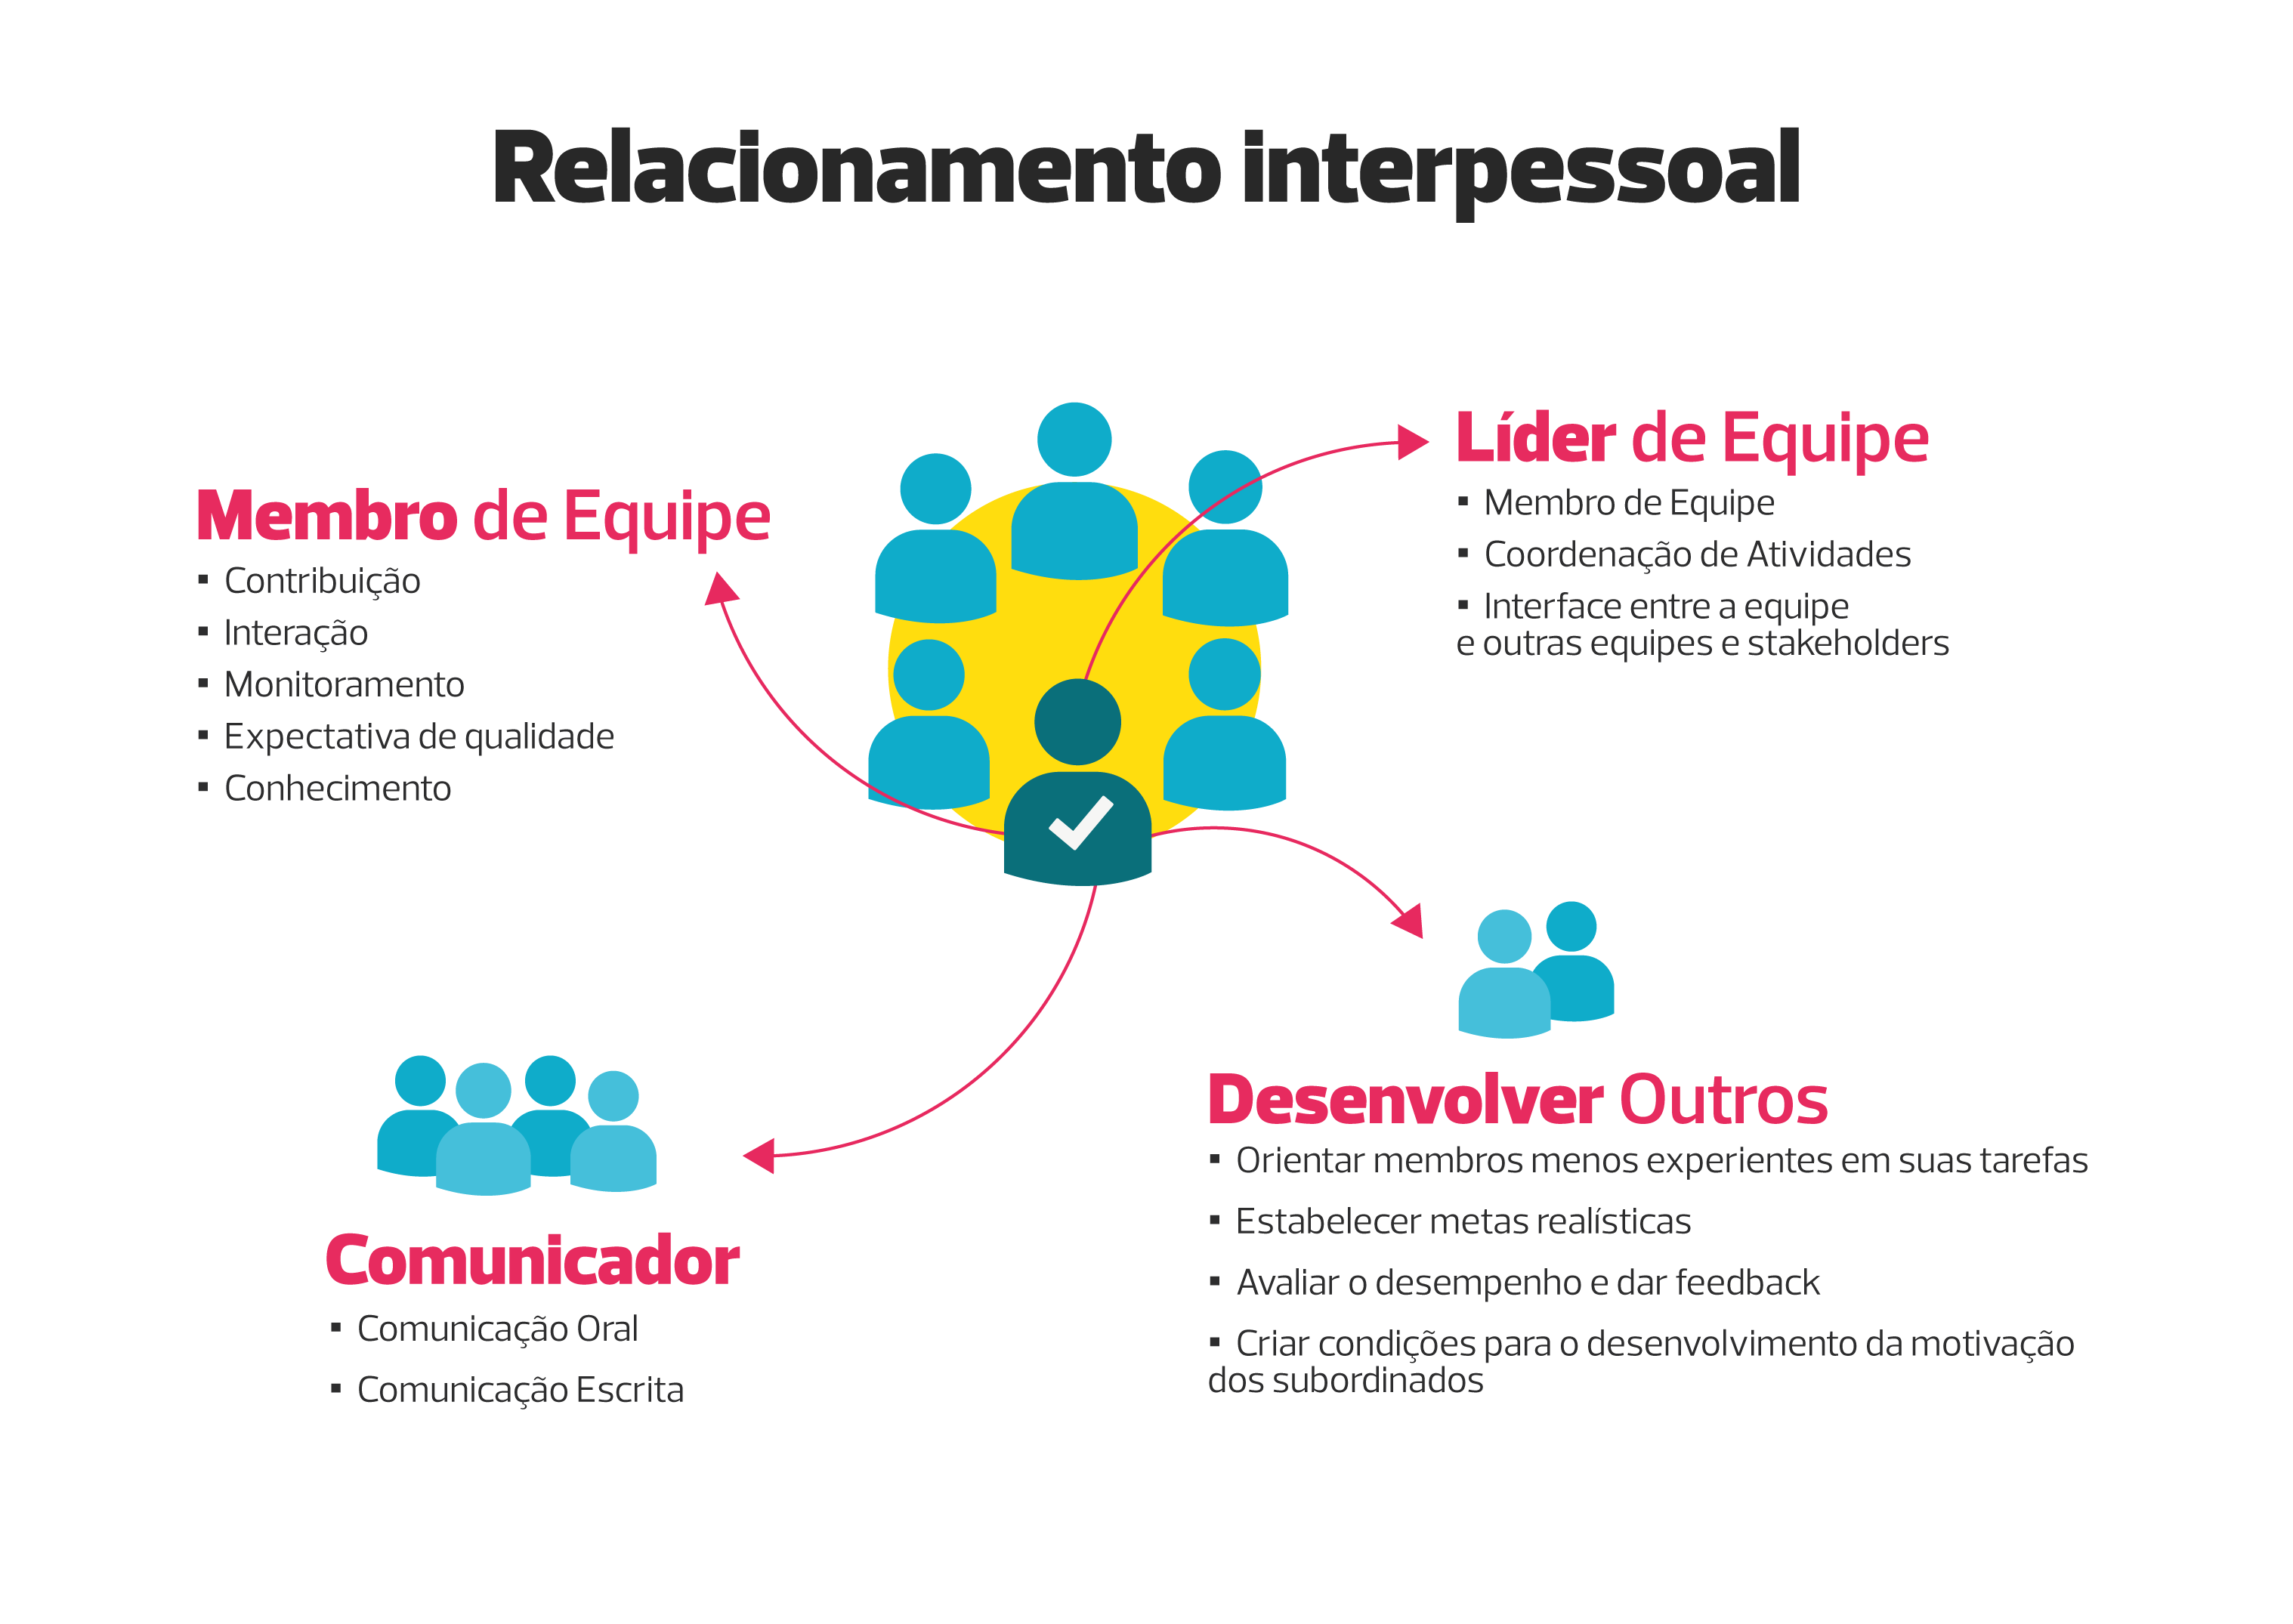 Relacionamento interpessoal
Membro de Equipe
▪ Contribuição
▪ Interação
▪ Monitoramento
▪ Expectativa de qualidade
▪ Conhecimento
Líder de Equipe
▪ Membro de Equipe
▪ Coordenação de Atividades
▪ Interface entre a equipe
e outras equipes e stakeholders
Comunicador
▪ Comunicação Oral
▪ Comunicação Escrita
Desenvolver Outros
▪ Orientar membros menos experientes em suas tarefas
▪ Estabelecer metas realísticas
▪ Avaliar o desempenho e dar feedback
▪ Criar condições para o desenvolvimento da motivação
dos subordinados